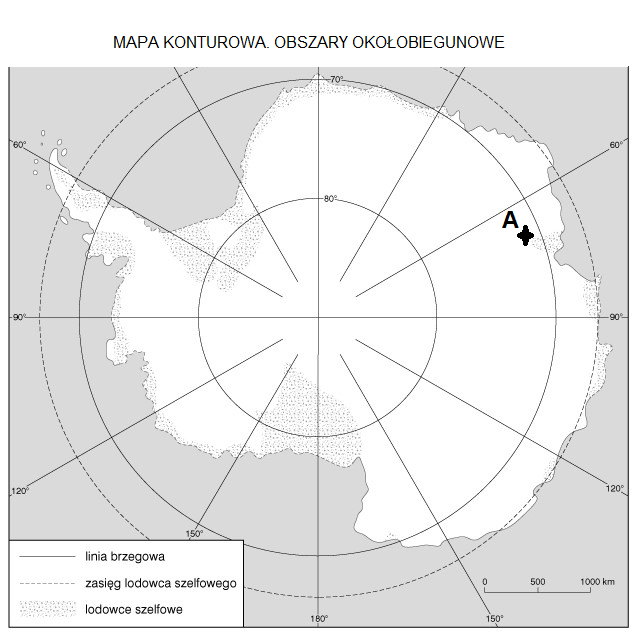 MAPA KONTUROWA. OBSZARY OKOŁOBIEGUNOWE
70°
60°
60°
80°
A
90°
90°
120°
120°
150°
linia brzegowa
zasięg lodowca szelfowego
lodowce szelfowe
0 500 1000 km
180°
150°